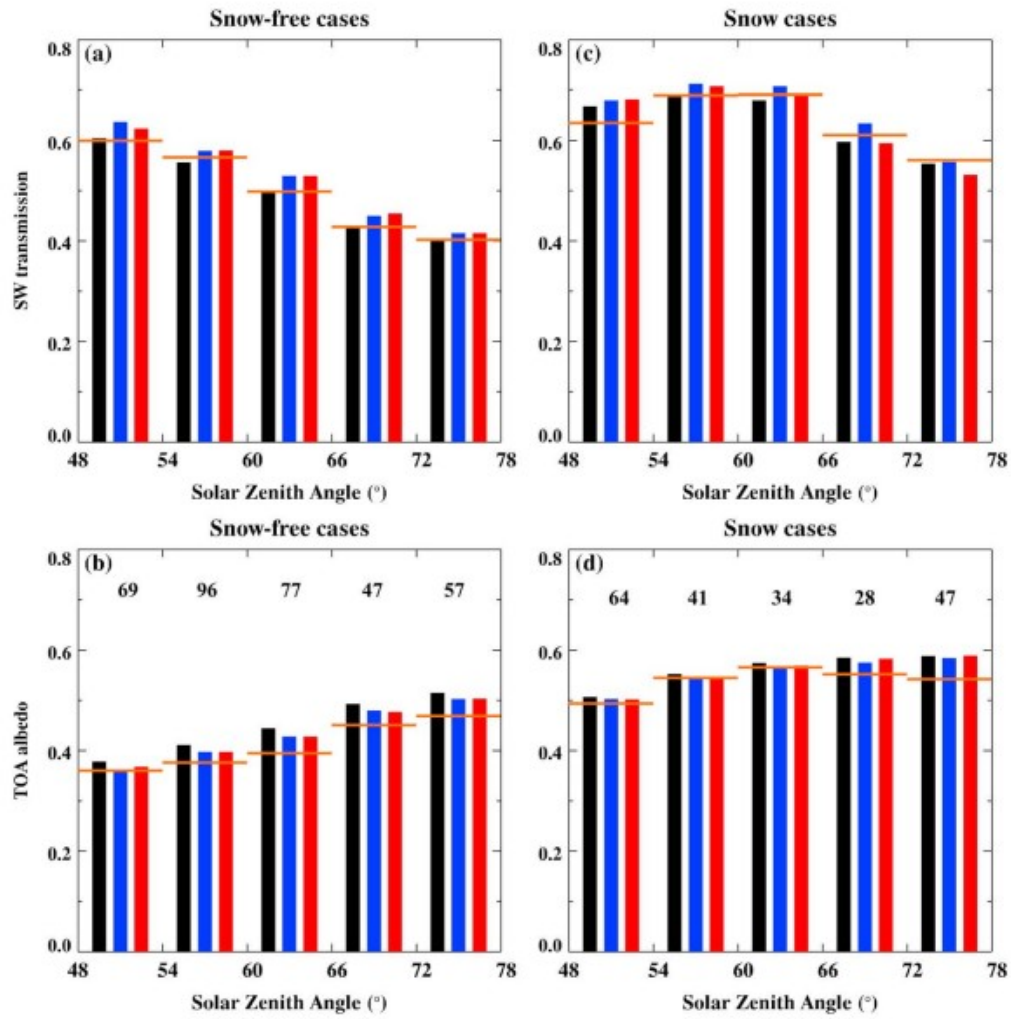 Snow-free cases
(a)
SW transmission
0.8
0.6
0.4
0.2
0.0
48 54 60 66 72 78
Solar Zenith Angle (°)
Snow cases
(c)
0.8
0.6
0.4
0.2
0.0
48 54 60 66 72 78
Solar Zenith Angle (°)
Snow-free cases
(b)
69 96 77 47 57
TOA albedo
0.8
0.6
0.4
0.2
0.0
48 54 60 66 72 78
Solar Zenith Angle (°)
Snow cases
(d)
64 41 34 28 47
0.8
0.6
0.4
0.2
0.0
48 54 60 66 72 78
Solar Zenith Angle (°)